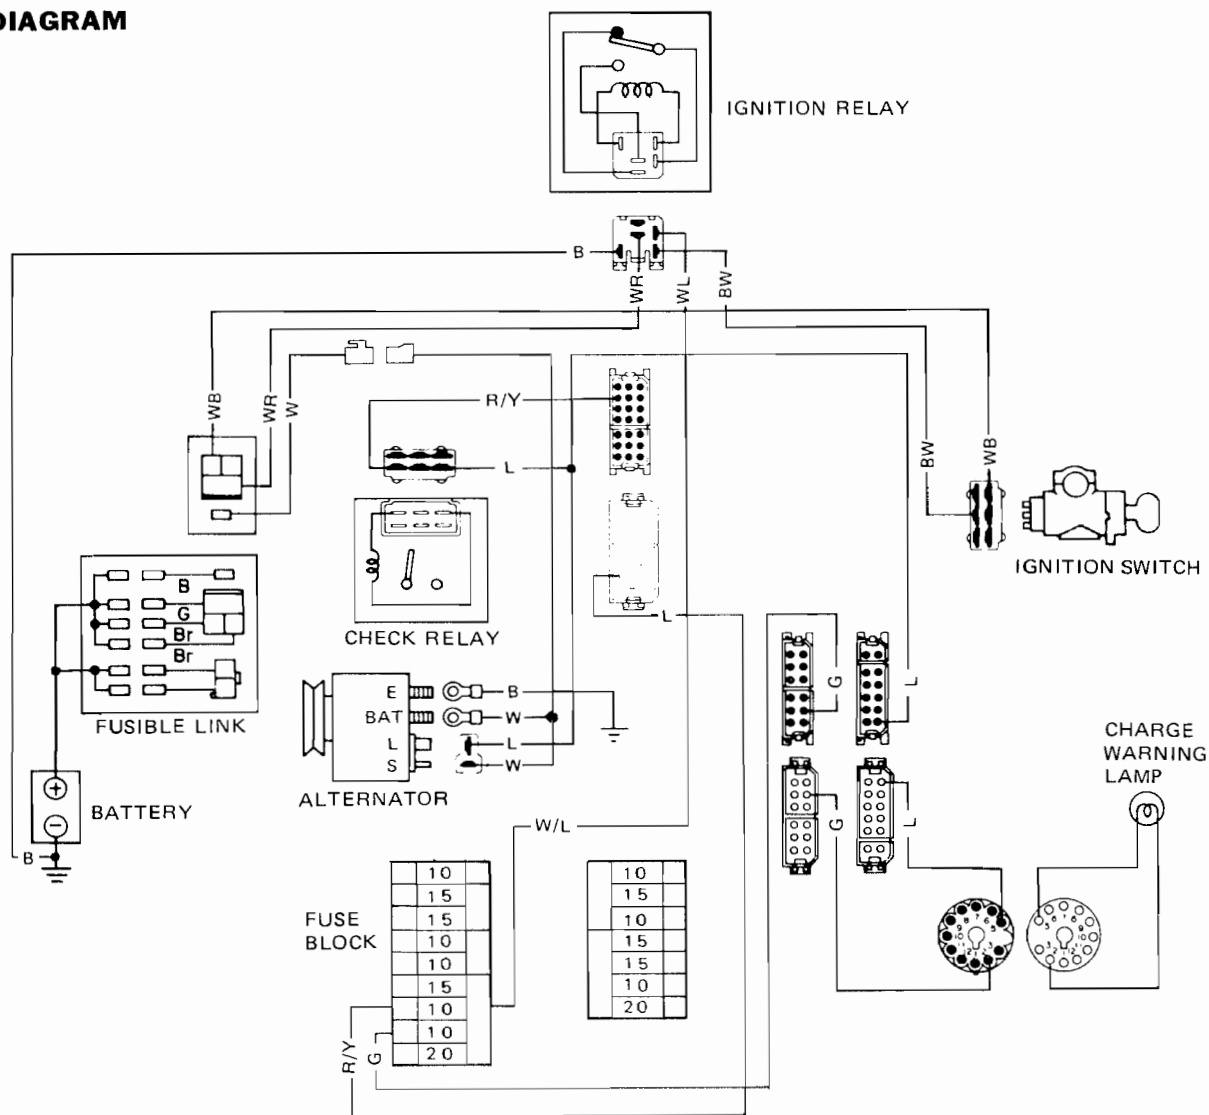 DIAGRAM
IGNITION RELAY
B
WR
WL
BW
WB
WR
W
R/Y
L
BW
WB
IGNITION SWITCH
CHECK RELAY
L
B
G
Br
Br
FUSIBLE LINK
E
B
BAT
W
L
L
S
W
ALTERNATOR
G
L
CHARGE
WARNING
LAMP
+
BATTERY
−
B
W/L
G
L
FUSE
BLOCK
10
15
15
10
10
15
10
10
20
10
15
10
15
15
10
20
R/Y
G